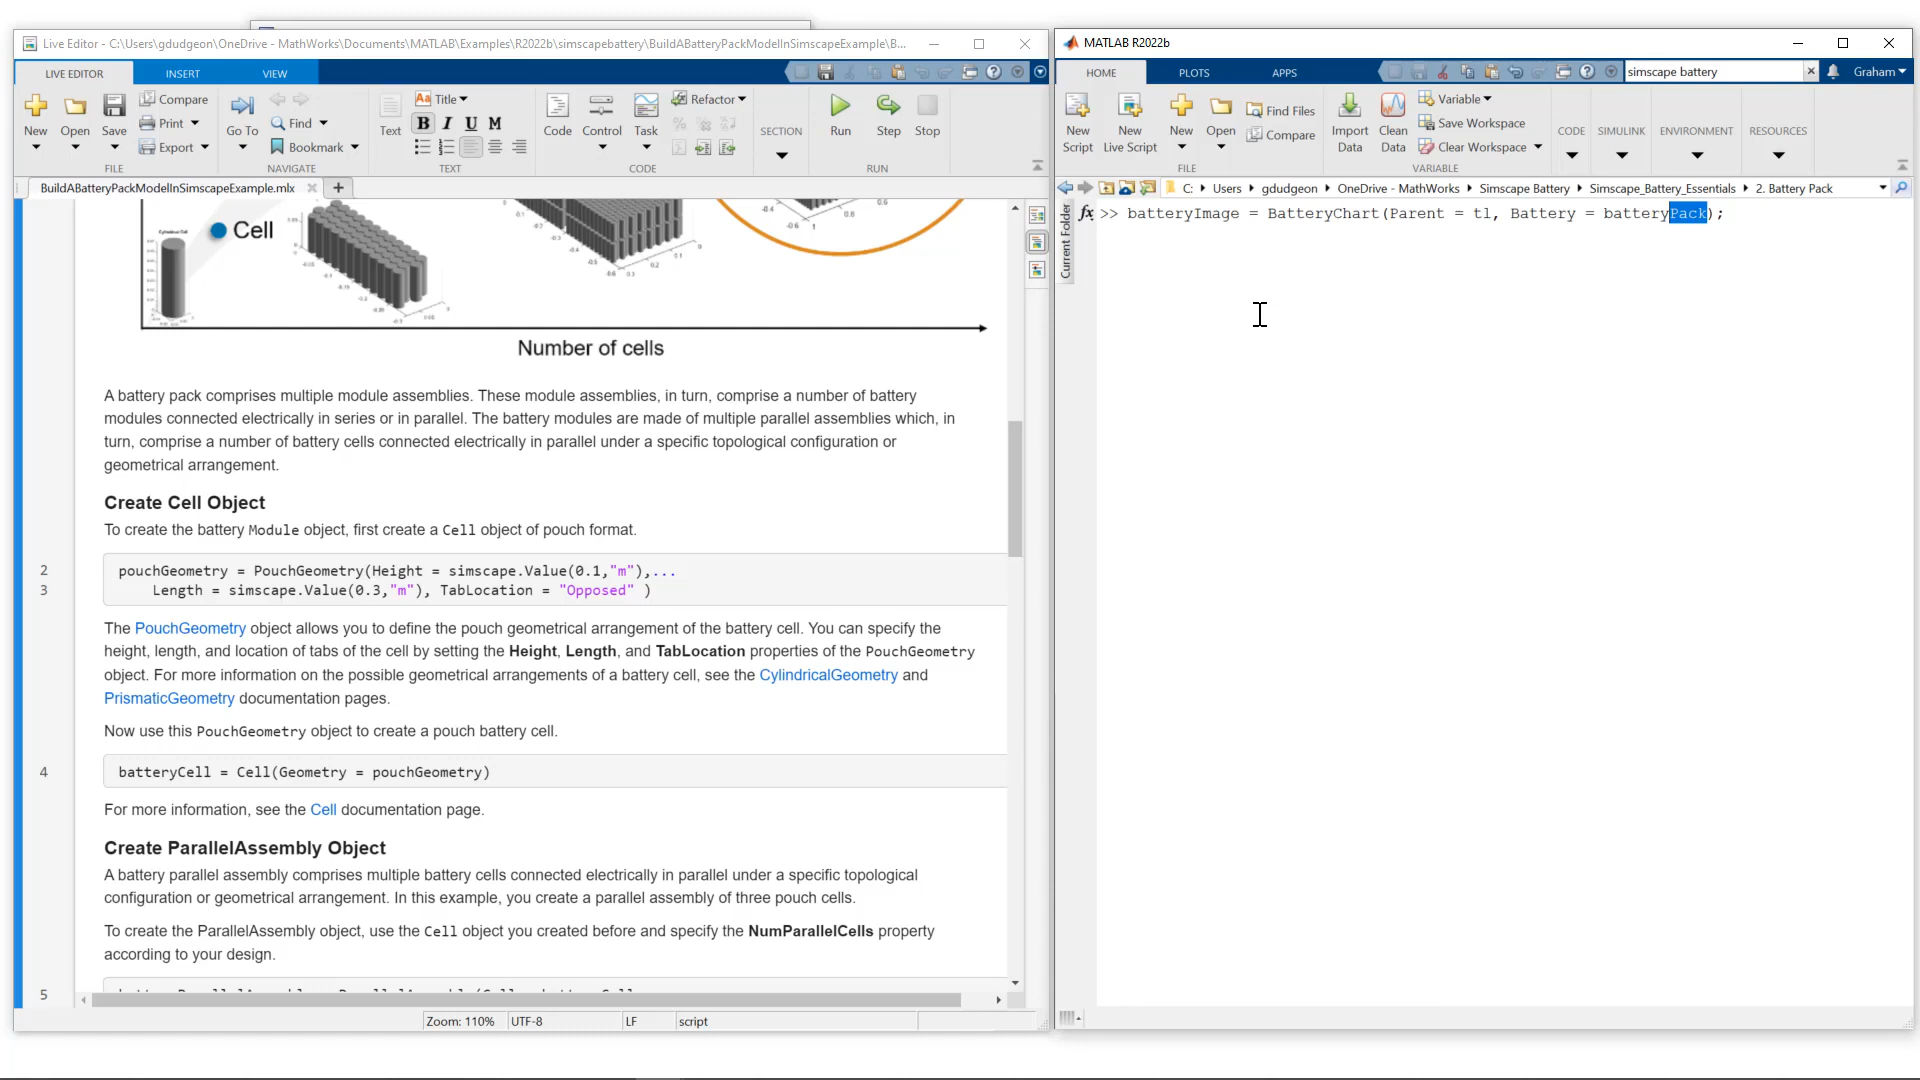 Live Editor - C:\Users\gdudgeon\OneDrive - MathWorks\Documents\MATLAB\Examples\R2022b\simscapebattery\BuildABatteryPackModelInSimscapeExample\B...
LIVE EDITOR
INSERT
VIEW
New
Open
Save
Compare
Print
Export
FILE
Go To
Find
Bookmark
NAVIGATE
Text
Aa Title
B I U M
TEXT
Code
Control
Task
Refactor
CODE
SECTION
Run
Step
Stop
RUN
BuildABatteryPackModelInSimscapeExample.mlx
Cell
Number of cells
A battery pack comprises multiple module assemblies. These module assemblies, in turn, comprise a number of battery
modules connected electrically in series or in parallel. The battery modules are made of multiple parallel assemblies which, in
turn, comprise a number of battery cells connected electrically in parallel under a specific topological configuration or
geometrical arrangement.
Create Cell Object
To create the battery Module object, first create a Cell object of pouch format.
2 pouchGeometry = PouchGeometry(Height = simscape.Value(0.1,"m"),...
3 Length = simscape.Value(0.3,"m"), TabLocation = "Opposed" )
The PouchGeometry object allows you to define the pouch geometrical arrangement of the battery cell. You can specify the
height, length, and location of tabs of the cell by setting the Height, Length, and TabLocation properties of the PouchGeometry
object. For more information on the possible geometrical arrangements of a battery cell, see the CylindricalGeometry and
PrismaticGeometry documentation pages.
Now use this PouchGeometry object to create a pouch battery cell.
4 batteryCell = Cell(Geometry = pouchGeometry)
For more information, see the Cell documentation page.
Create ParallelAssembly Object
A battery parallel assembly comprises multiple battery cells connected electrically in parallel under a specific topological
configuration or geometrical arrangement. In this example, you create a parallel assembly of three pouch cells.
To create the ParallelAssembly object, use the Cell object you created before and specify the NumParallelCells property
according to your design.
5
Zoom: 110% UTF-8 LF script
MATLAB R2022b
HOME
PLOTS
APPS
simscape battery
Graham
New
Script
New
Live Script
New
Open
Find Files
Compare
FILE
Import
Data
Clean
Data
Variable
Save Workspace
Clear Workspace
VARIABLE
CODE
SIMULINK
ENVIRONMENT
RESOURCES
C: Users gdudgeon OneDrive - MathWorks Simscape Battery Simscape_Battery_Essentials 2. Battery Pack
Current Folder
fx >> batteryImage = BatteryChart(Parent = tl, Battery = batteryPack);